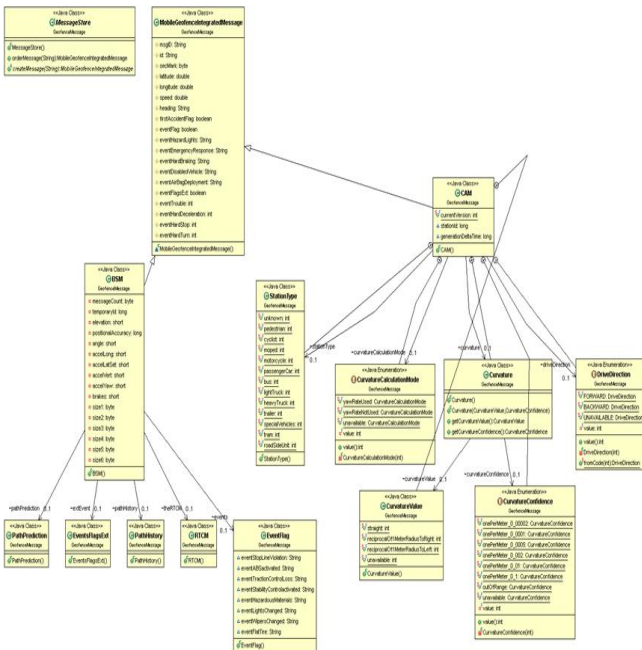 <<Java Class>>
MessageStore
GeofenceMessage
MessageStore()
orderMessage(String):MobileGeofenceIntegratedMessage
createMessage(String):MobileGeofenceIntegratedMessage
<<Java Class>>
MobileGeofenceIntegratedMessage
GeofenceMessage
msgID: String
id: String
secMark: byte
latitude: double
longitude: double
speed: double
heading: String
firstAccidentFlag: boolean
eventFlag: boolean
eventHazardLights: String
eventEmergencyResponse: String
eventHardBraking: String
eventDisabledVehicle: String
eventAirBagDeployment: String
eventFlagsExt: boolean
eventTrouble: int
eventHardDeceleration: int
eventHardStop: int
eventHardTurn: int
MobileGeofenceIntegratedMessage()
<<Java Class>>
CAM
GeofenceMessage
currentVersion: int
stationId: long
generationDeltaTime: long
CAM()
<<Java Class>>
BSM
GeofenceMessage
messageCount: byte
temporaryId: long
elevation: short
positionalAccuracy: long
angle: short
accelLong: short
accelLatSet: short
accelVert: short
accelYaw: short
brakes: short
size1: byte
size2: byte
size3: byte
size4: byte
size5: byte
size6: byte
BSM()
<<Java Class>>
StationType
GeofenceMessage
unknown: int
pedestrian: int
cyclist: int
moped: int
motorcycle: int
passengerCar: int
bus: int
lightTruck: int
heavyTruck: int
trailer: int
specialVehicles: int
tram: int
roadSideUnit: int
StationType()
+stationType
0..1
+curvatureCalculationMode
0..1
+curvature
0..1
+driveDirection
0..1
<<Java Enumeration>>
CurvatureCalculationMode
GeofenceMessage
yawRateUsed: CurvatureCalculationMode
yawRateNotUsed: CurvatureCalculationMode
unavailable: CurvatureCalculationMode
value: int
value():int
CurvatureCalculationMode(int)
<<Java Class>>
Curvature
GeofenceMessage
Curvature()
Curvature(CurvatureValue,CurvatureConfidence)
getCurvatureValue():CurvatureValue
getCurvatureConfidence():CurvatureConfidence
<<Java Enumeration>>
DriveDirection
GeofenceMessage
FORWARD: DriveDirection
BACKWARD: DriveDirection
UNAVAILABLE: DriveDirection
value: int
value():int
DriveDirection(int)
fromCode(int):DriveDirection
+curvatureValue
0..1
+curvatureConfidence
0..1
<<Java Class>>
CurvatureValue
GeofenceMessage
straight: int
reciprocalOf1MeterRadiusToRight: int
reciprocalOf1MeterRadiusToLeft: int
unavailable: int
CurvatureValue()
<<Java Enumeration>>
CurvatureConfidence
GeofenceMessage
onePerMeter_0_00002: CurvatureConfidence
onePerMeter_0_0001: CurvatureConfidence
onePerMeter_0_0005: CurvatureConfidence
onePerMeter_0_002: CurvatureConfidence
onePerMeter_0_01: CurvatureConfidence
onePerMeter_0_1: CurvatureConfidence
outOfRange: CurvatureConfidence
unavailable: CurvatureConfidence
value: int
value():int
CurvatureConfidence(int)
+pathPrediction
0..1
+extEvent
0..1
+pathHistory
0..1
+theRTCM
0..1
+events
0..1
<<Java Class>>
PathPrediction
GeofenceMessage
PathPrediction()
<<Java Class>>
EventsFlagsExt
GeofenceMessage
EventsFlagsExt()
<<Java Class>>
PathHistory
GeofenceMessage
PathHistory()
<<Java Class>>
RTCM
GeofenceMessage
RTCM()
<<Java Class>>
EventFlag
GeofenceMessage
eventStopLineViolation: String
eventABSactivated: String
eventTractionControlLoss: String
eventStabilityControlactivated: String
eventHazardousMaterials: String
eventLightsChanged: String
eventWipersChanged: String
eventFlatTire: String
EventFlag()